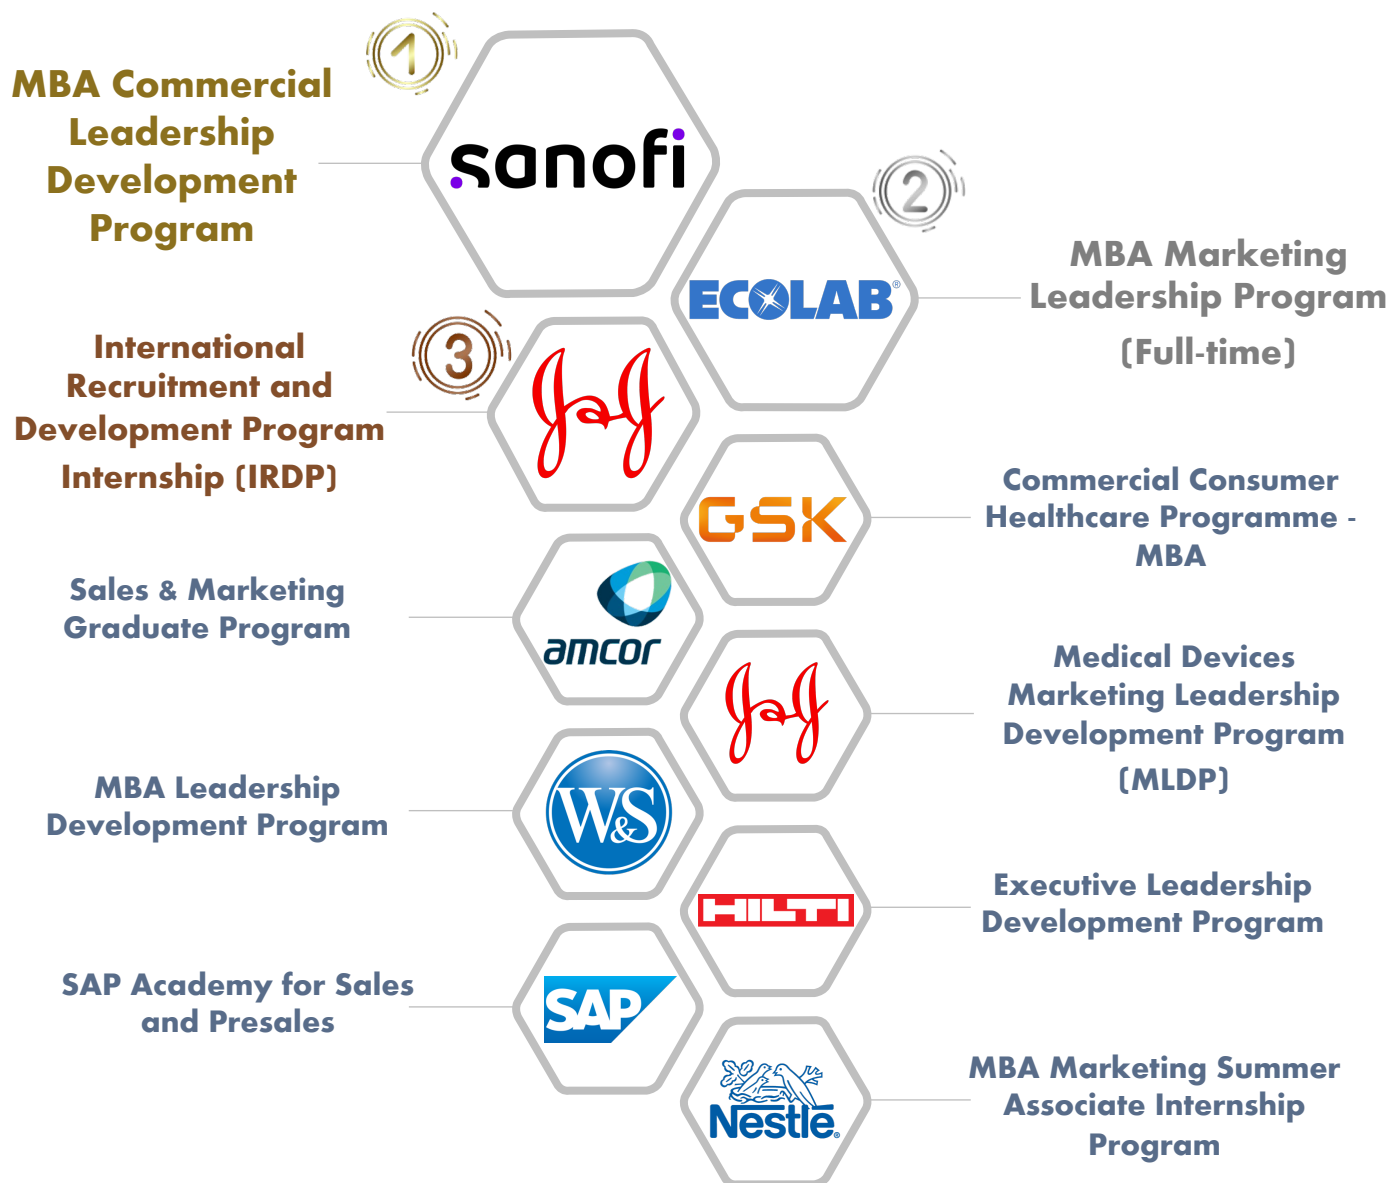 1
MBA Commercial
Leadership
Development
Program
sanofi
2
ECOLAB®
MBA Marketing
Leadership Program
(Full-time)
3
International
Recruitment and
Development Program
Internship (IRDP)
J&J
GSK
Commercial Consumer
Healthcare Programme -
MBA
Sales & Marketing
Graduate Program
amcor
J&J
Medical Devices
Marketing Leadership
Development Program
(MLDP)
MBA Leadership
Development Program
W&S
HILTI
Executive Leadership
Development Program
SAP Academy for Sales
and Presales
SAP
Nestlé®
MBA Marketing Summer
Associate Internship
Program